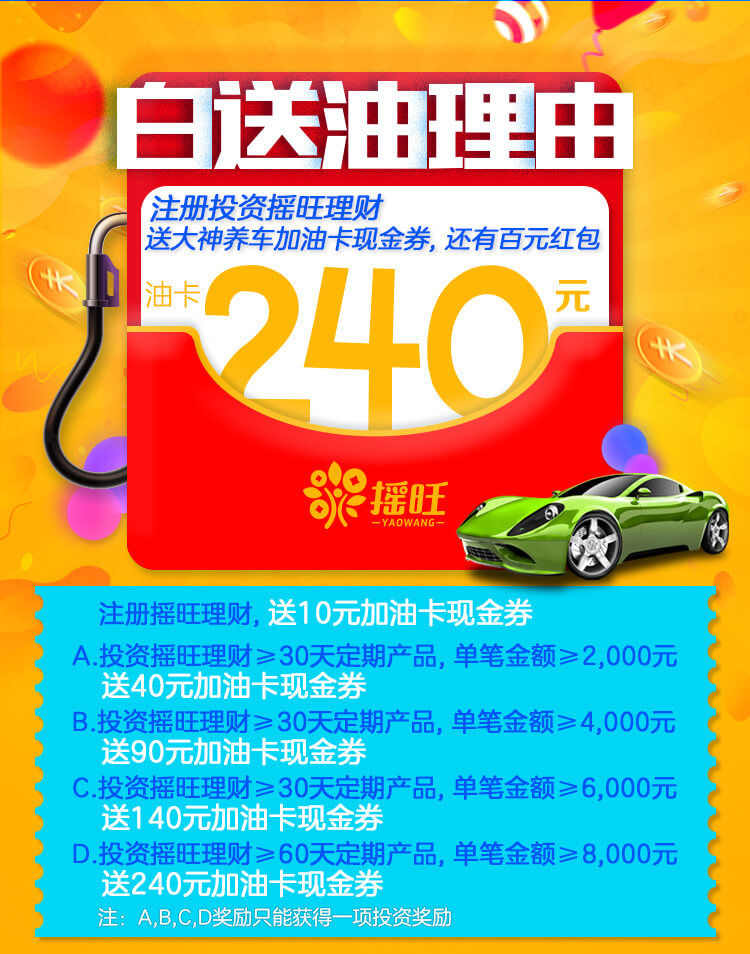 白送油理由
注册投资摇旺理财
送大神养车加油卡现金券, 还有百元红包
油卡240元
摇旺
YAOWANG
注册摇旺理财, 送10元加油卡现金券
A.投资摇旺理财≥30天定期产品, 单笔金额≥2,000元
送40元加油卡现金券
B.投资摇旺理财≥30天定期产品, 单笔金额≥4,000元
送90元加油卡现金券
C.投资摇旺理财≥30天定期产品, 单笔金额≥6,000元
送140元加油卡现金券
D.投资摇旺理财≥60天定期产品, 单笔金额≥8,000元
送240元加油卡现金券
注：A,B,C,D奖励只能获得一项投资奖励